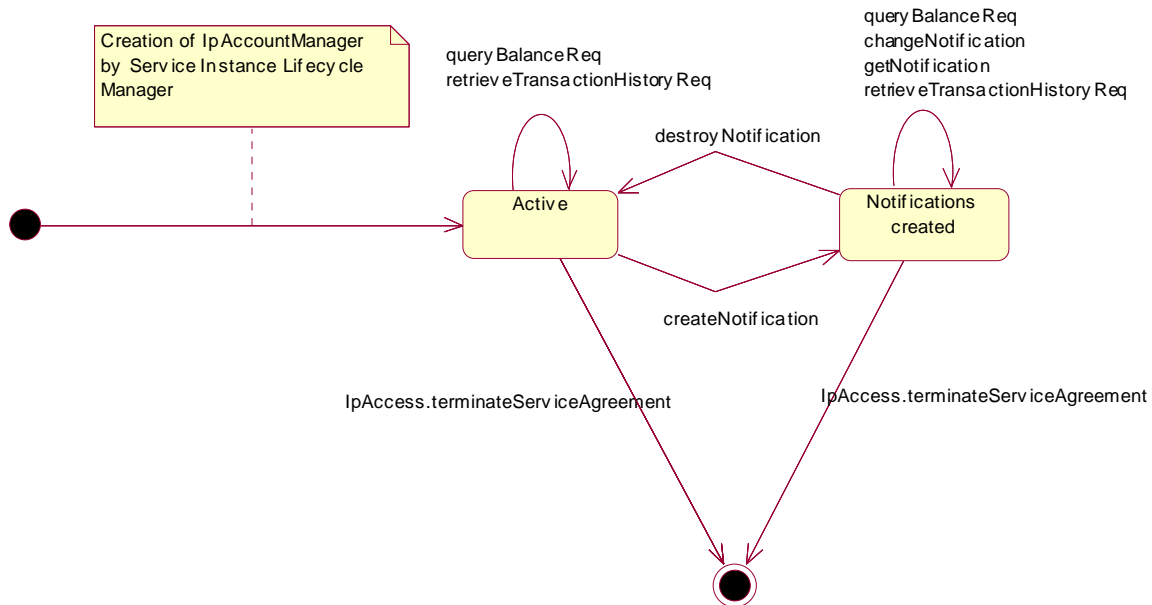 Creation of IpAccountManager
by Service Instance Lifecycle
Manager
queryBalanceReq
retrieveTransactionHistoryReq
queryBalanceReq
changeNotification
getNotification
retrieveTransactionHistoryReq
destroyNotification
Active
Notifications
created
createNotification
IpAccess.terminateServiceAgreement
IpAccess.terminateServiceAgreement